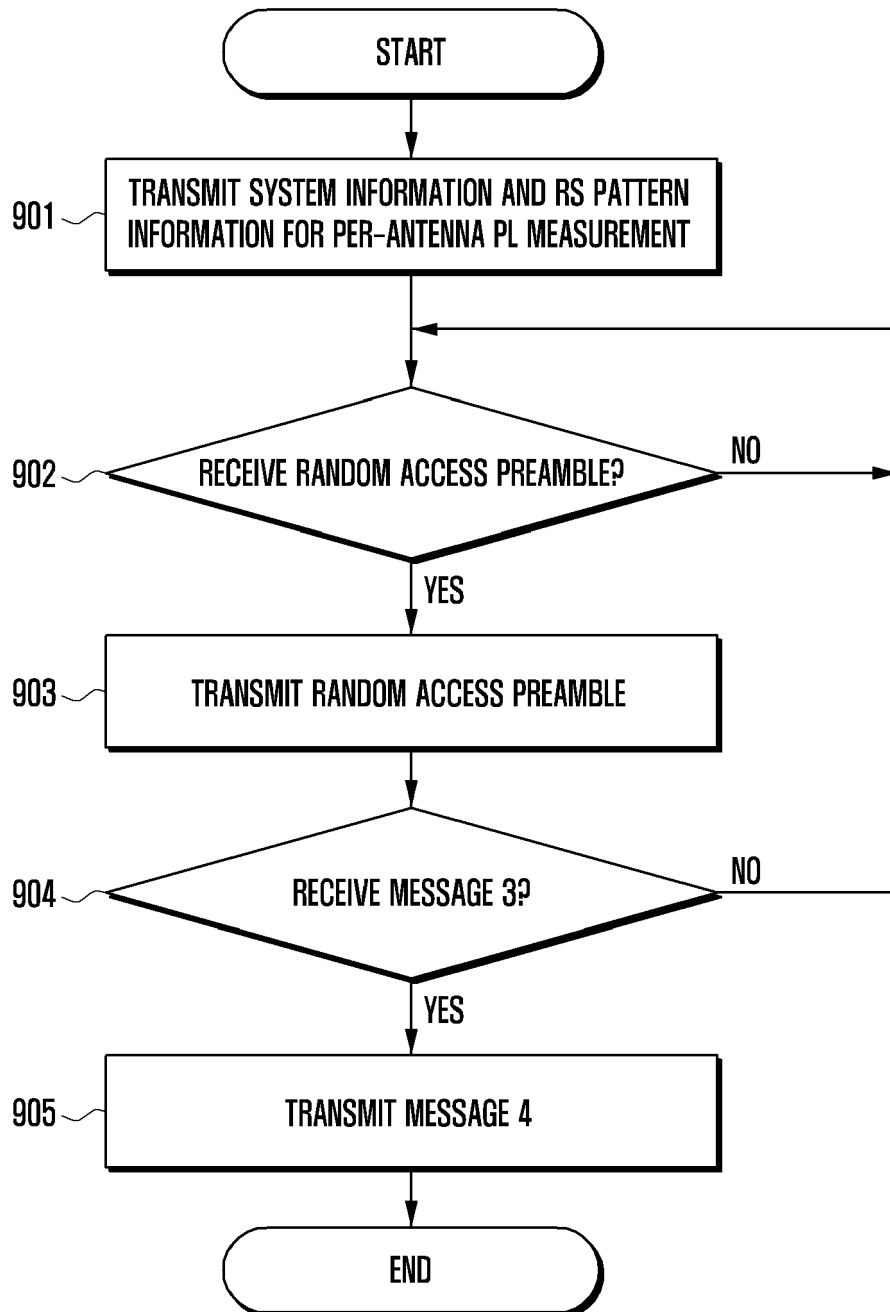 START
901
TRANSMIT SYSTEM INFORMATION AND RS PATTERN
INFORMATION FOR PER-ANTENNA PL MEASUREMENT
902
RECEIVE RANDOM ACCESS PREAMBLE?
NO
YES
903
TRANSMIT RANDOM ACCESS PREAMBLE
904
RECEIVE MESSAGE 3?
NO
YES
905
TRANSMIT MESSAGE 4
END